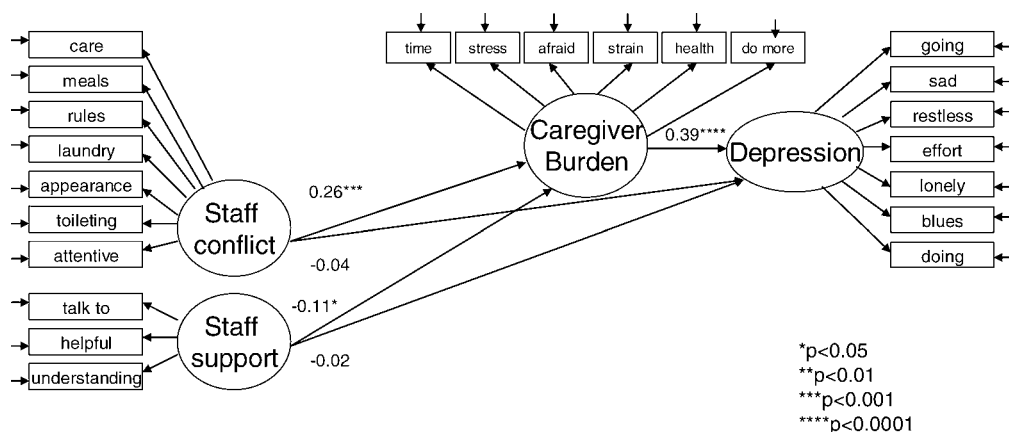 care
meals
rules
laundry
appearance
toileting
attentive
talk to
helpful
understanding
Staff
conflict
Staff
support
0.26***
-0.04
-0.11*
-0.02
time
stress
afraid
strain
health
do more
Caregiver
Burden
0.39****
Depression
going
sad
restless
effort
lonely
blues
doing
*p<0.05
**p<0.01
***p<0.001
****p<0.0001